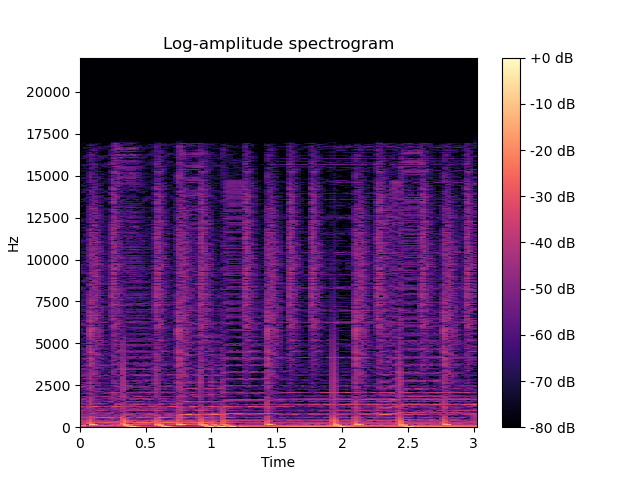 Log-amplitude spectrogram
Hz
20000
17500
15000
12500
10000
7500
5000
2500
0
0
0.5
1
1.5
2
2.5
3
Time
+0 dB
-10 dB
-20 dB
-30 dB
-40 dB
-50 dB
-60 dB
-70 dB
-80 dB